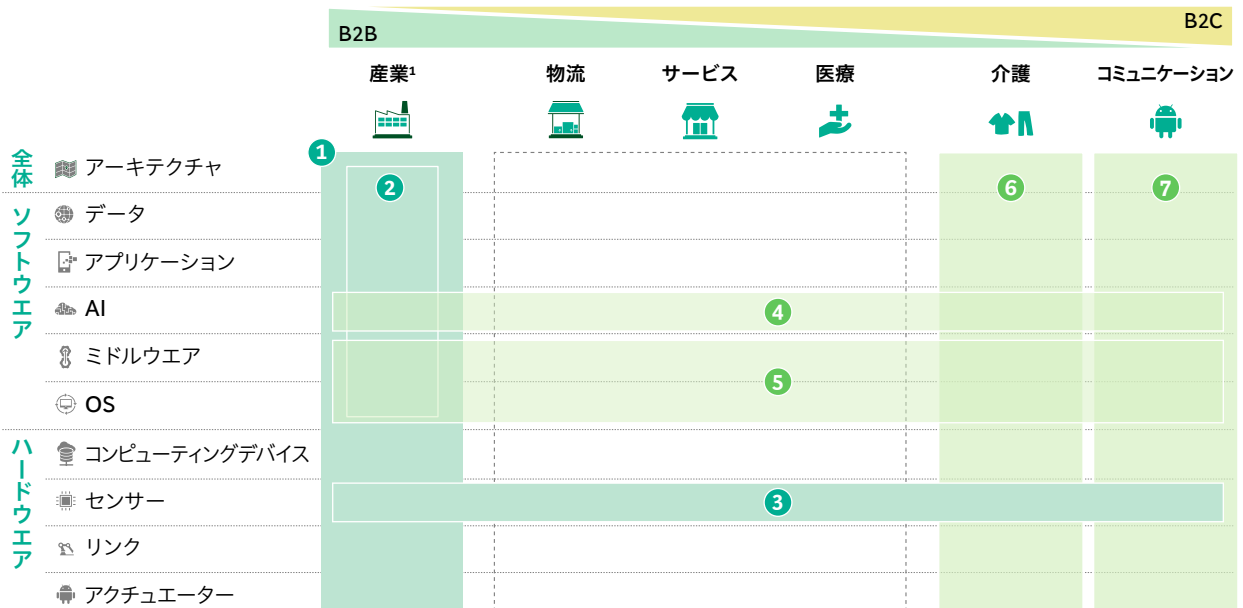 B2B
B2C
産業1
物流
サービス
医療
介護
コミュニケーション
全体
アーキテクチャ
1
2
6
7
ソフトウエア
データ
アプリケーション
AI
4
ミドルウエア
5
OS
ハードウエア
コンピューティングデバイス
センサー
3
リンク
アクチュエーター